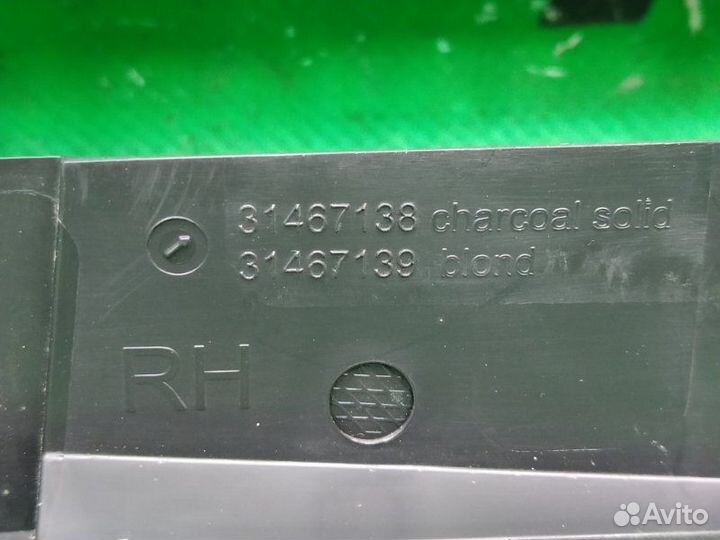 31467138 charcoal solid
31467139 blond
RH
Avito